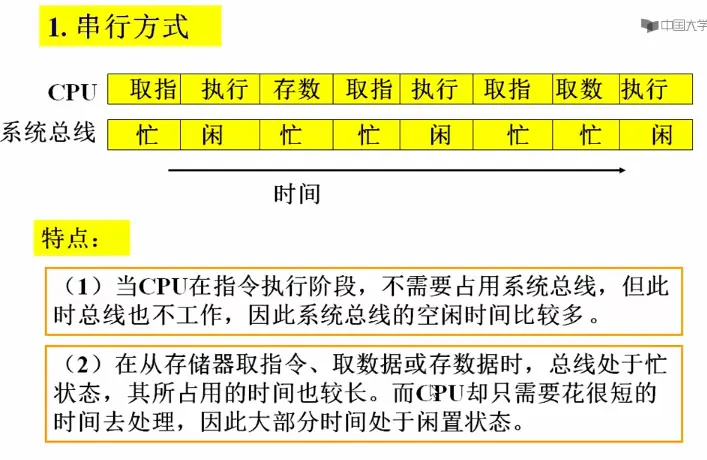 1. 串行方式
中国大学
CPU 取指 执行 存数 取指 执行 取指 取数 执行
系统总线 忙 闲 忙 忙 闲 忙 忙 闲
时间
特点：
（1）当CPU在指令执行阶段，不需要占用系统总线，但此
时总线也不工作，因此系统总线的空闲时间比较多。
（2）在从存储器取指令、取数据或存数据时，总线处于忙
状态，其所占用的时间也较长。而CPU却只需要花很短的
时间去处理，因此大部分时间处于闲置状态。